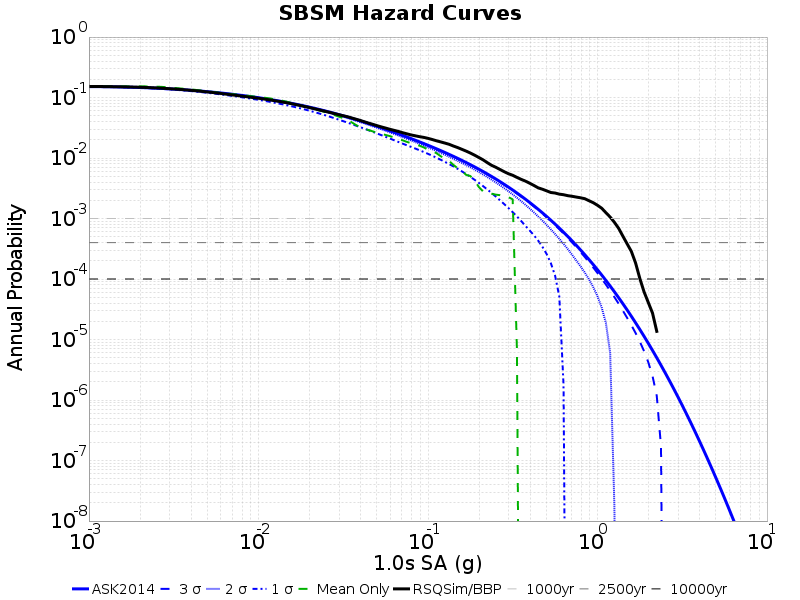 SBSM Hazard Curves
Annual Probability
10^0
10^-1
10^-2
10^-3
10^-4
10^-5
10^-6
10^-7
10^-8
10^-3 10^-2 10^-1 10^0 10^1
1.0s SA (g)
ASK2014 3 σ 2 σ 1 σ Mean Only RSQSim/BBP 1000yr 2500yr 10000yr